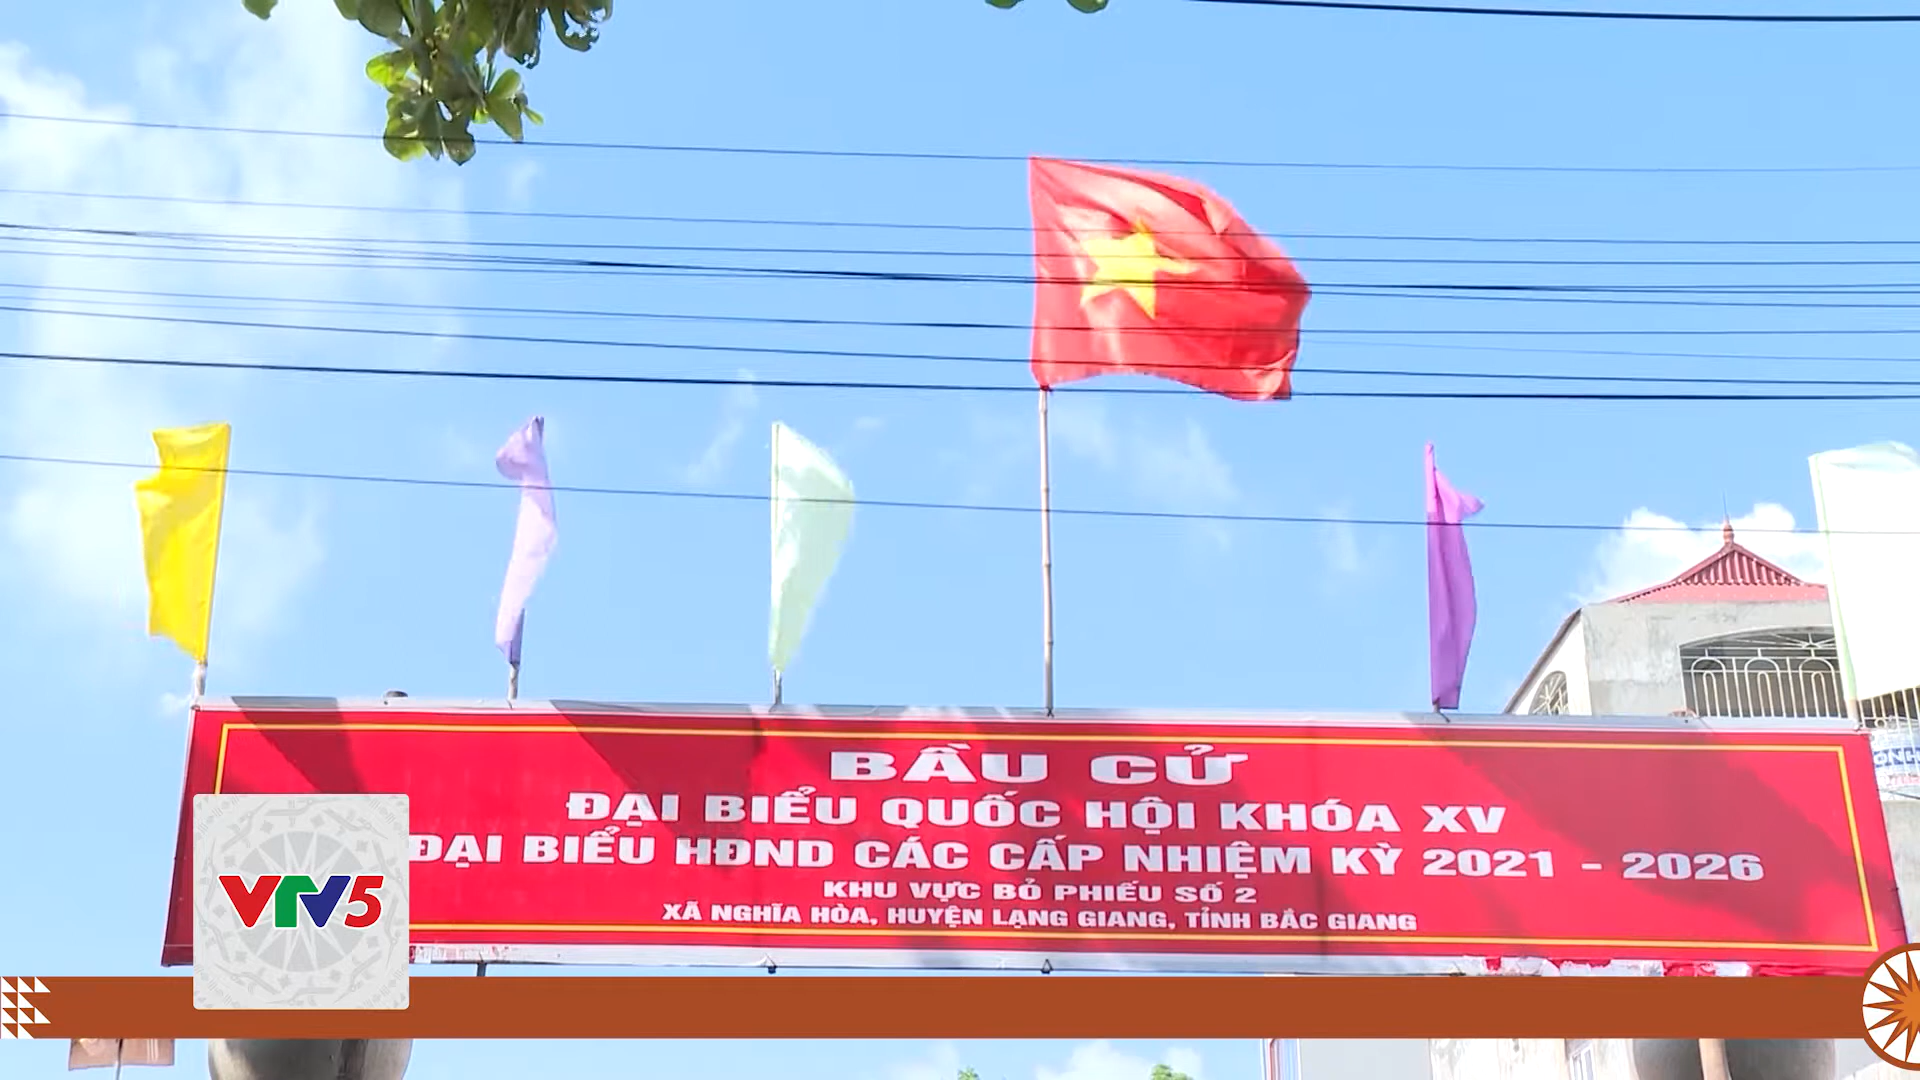 BẦU CỬ
ĐẠI BIỂU QUỐC HỘI KHÓA XV
ĐẠI BIỂU HĐND CÁC CẤP NHIỆM KỲ 2021 - 2026
KHU VỰC BỎ PHIẾU SỐ 2
XÃ NGHĨA HÒA, HUYỆN LẠNG GIANG, TỈNH BẮC GIANG
VTV5